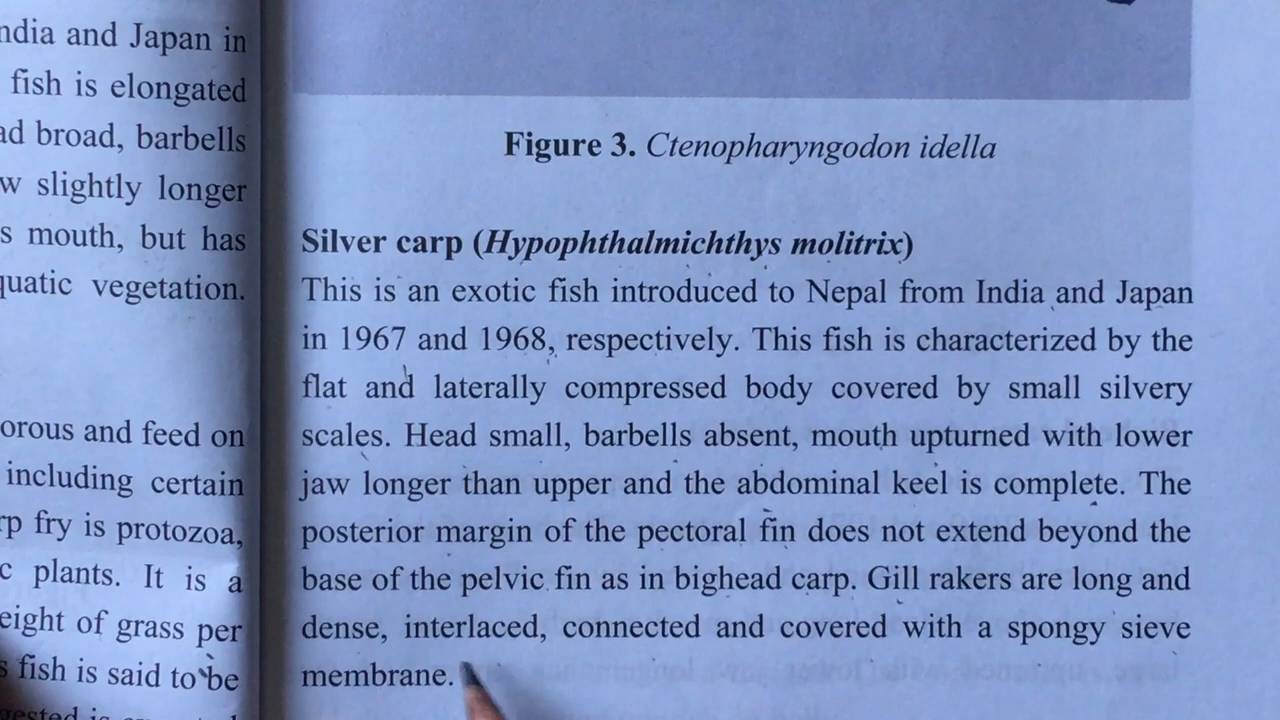 India and Japan in
fish is elongated
broad, barbells
slightly longer
mouth, but has
vegetation.
and feed on
including certain
fry is protozoa,
plants. It is a
of grass per
fish is said to be
Figure 3. Ctenopharyngodon idella
Silver carp (Hypophthalmichthys molitrix)
This is an exotic fish introduced to Nepal from India and Japan
in 1967 and 1968, respectively. This fish is characterized by the
flat and laterally compressed body covered by small silvery
scales. Head small, barbells absent, mouth upturned with lower
jaw longer than upper and the abdominal keel is complete. The
posterior margin of the pectoral fin does not extend beyond the
base of the pelvic fin as in bighead carp. Gill rakers are long and
dense, interlaced, connected and covered with a spongy sieve
membrane.